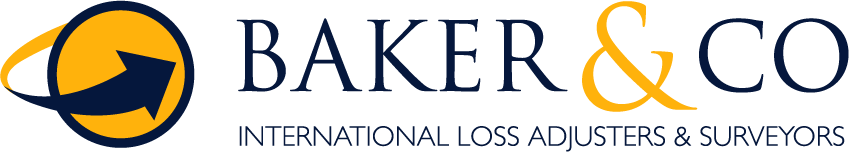 BAKER & CO
INTERNATIONAL LOSS ADJUSTERS & SURVEYORS